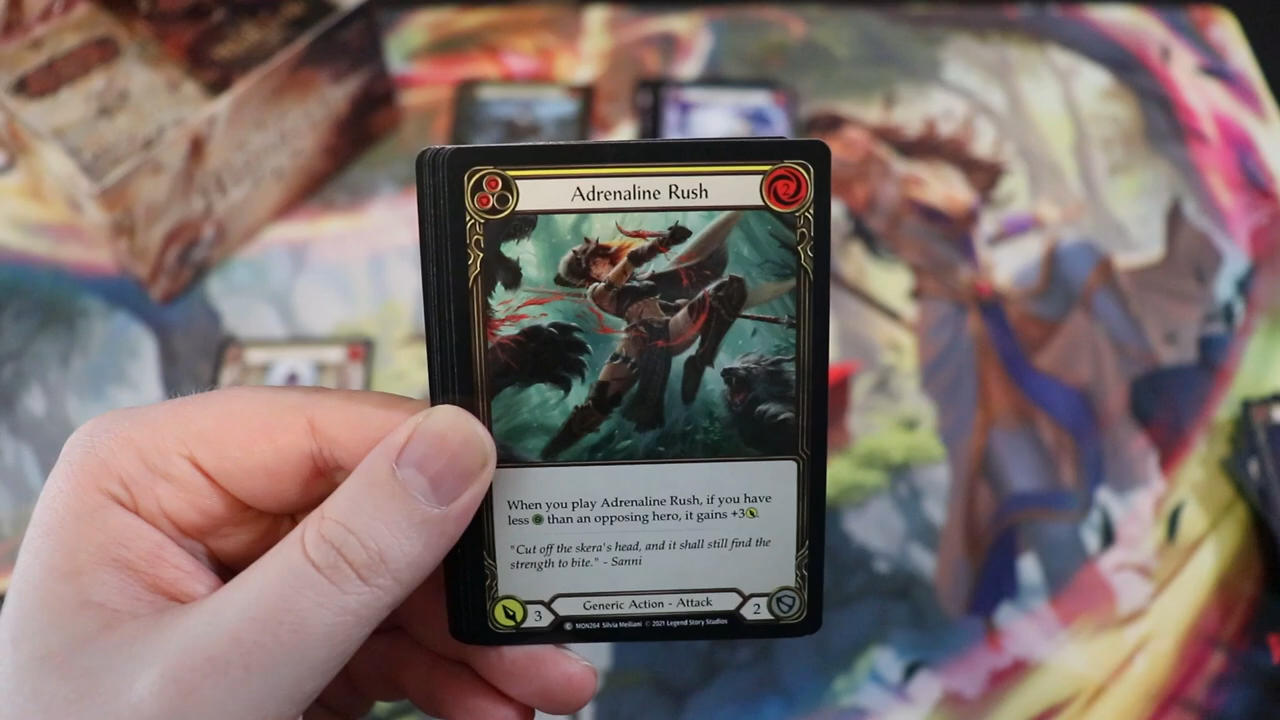 Adrenaline Rush
2
When you play Adrenaline Rush, if you have
less than an opposing hero, it gains +3
"Cut off the skera's head, and it shall still find the
strength to bite." - Sanni
3
Generic Action - Attack
2
C MON264 Silvia Meiliani © 2021 Legend Story Studios